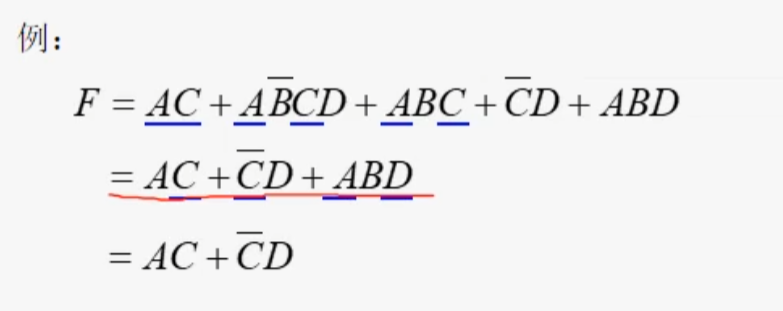 例：
F = AC + AB̅CD + ABC + C̅D + ABD
= AC + C̅D + ABD
= AC + C̅D